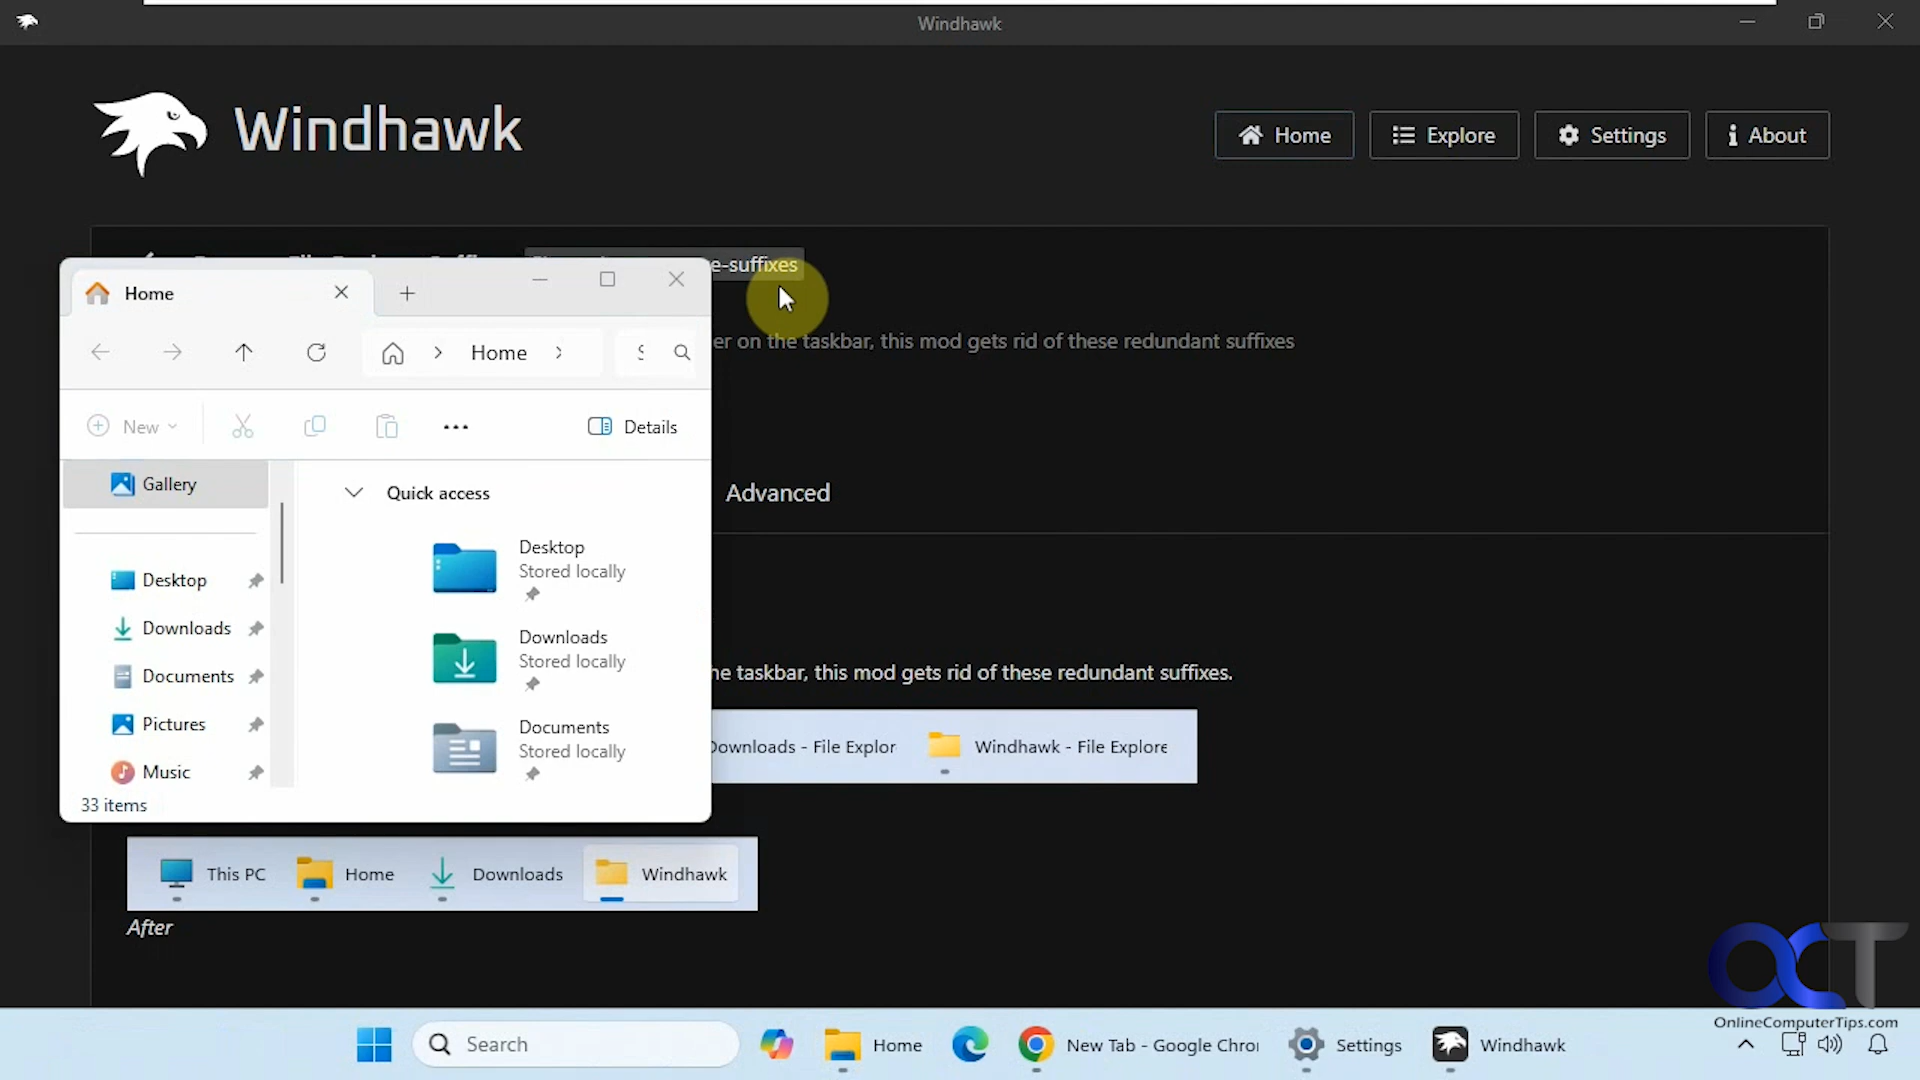 Windhawk
Windhawk
Home
Explore
Settings
About
e-suffixes
Home
er on the taskbar, this mod gets rid of these redundant suffixes
Home
New
Details
Advanced
Gallery
Quick access
Desktop
Stored locally
Desktop
Downloads
Downloads
Stored locally
Documents
he taskbar, this mod gets rid of these redundant suffixes.
Pictures
Documents
Stored locally
Downloads - File Explor
Windhawk - File Explore
Music
33 items
This PC
Home
Downloads
Windhawk
After
OCT
OnlineComputerTips.com
Search
Home
New Tab - Google Chro
Settings
Windhawk